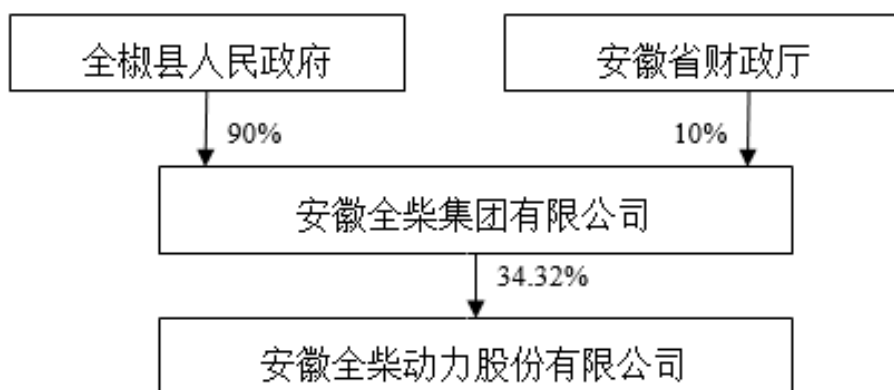 全椒县人民政府
安徽省财政厅
90%
10%
安徽全柴集团有限公司
34.32%
安徽全柴动力股份有限公司